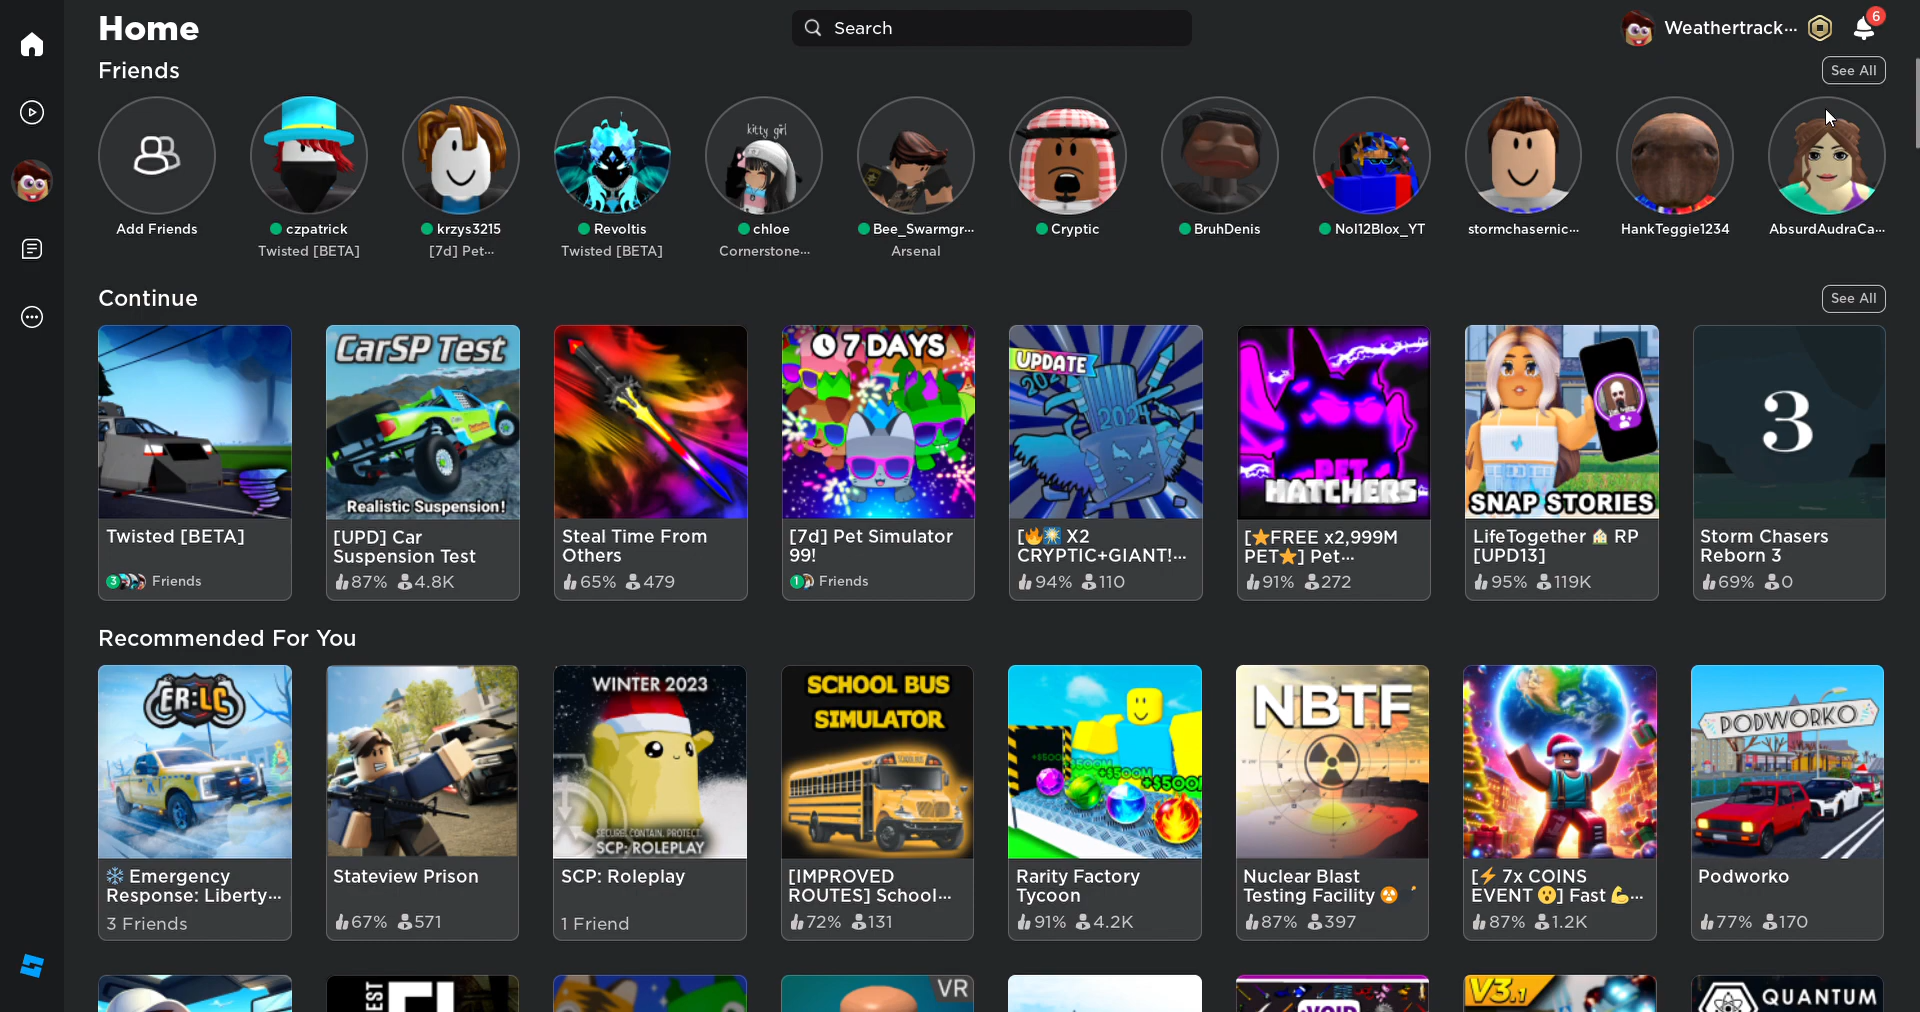 Home
Search
Weathertrack...
6
Friends
See All
kitty girl
Add Friends
czpatrick
krzys3215
Revoltis
chloe
Bee_Swarmgr...
Cryptic
BruhDenis
stormchasernic...
HankTeggie1234
AbsurdAudraCa...
Twisted [BETA]
[7d] Pet...
Twisted [BETA]
Cornerstone...
Arsenal
Continue
See All
CarSP Test
Realistic Suspension!
7 DAYS
UPDATE
2024
PET
HATCHERS
SNAP STORIES
3
Twisted [BETA]
3 Friends
[UPD] Car
Suspension Test
87% 4.8K
Steal Time From
Others
65% 479
[7d] Pet Simulator
99!
1 Friends
[🔥🎇 X2
CRYPTIC+GIANT!...
94% 110
[⭐FREE x2,999M
PET⭐] Pet...
91% 272
LifeTogether 🏠 RP
[UPD13]
95% 119K
Storm Chasers
Reborn 3
69% 0
Recommended For You
ER:LC
WINTER 2023
SECURE. CONTAIN. PROTECT.
SCP: ROLEPLAY
SCHOOL BUS
SIMULATOR
SCHOOL BUS
+$500M
NBTF
PODWORKO
❄️ Emergency
Response: Liberty...
3 Friends
Stateview Prison
67% 571
SCP: Roleplay
1 Friend
[IMPROVED
ROUTES] School...
72% 131
Rarity Factory
Tycoon
91% 4.2K
Nuclear Blast
Testing Facility ☢️
87% 397
[⚡ 7x COINS
EVENT 😮] Fast 💪...
87% 1.2K
Podworko
77% 170
VR
V3.1
QUANTUM